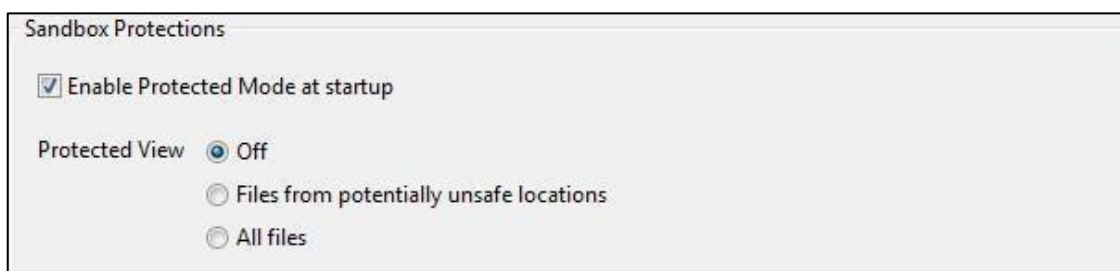 Sandbox Protections
Enable Protected Mode at startup
Protected View Off
Files from potentially unsafe locations
All files